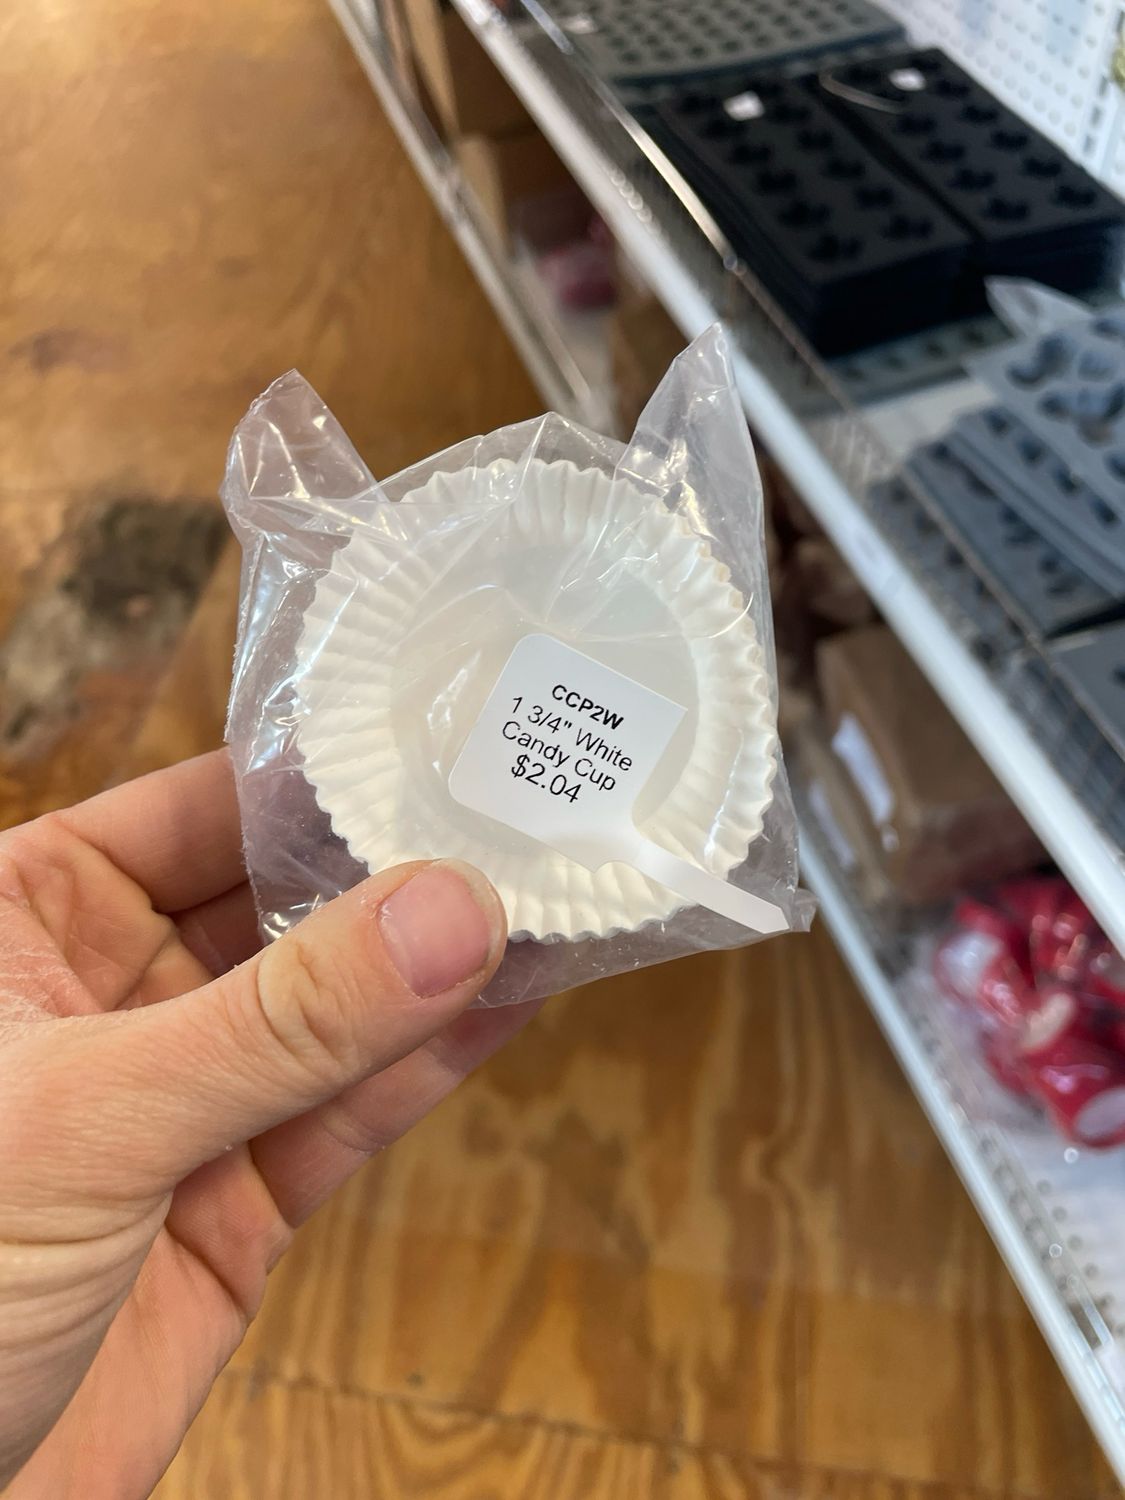 CCP2W
1 3/4" White
Candy Cup
$2.04